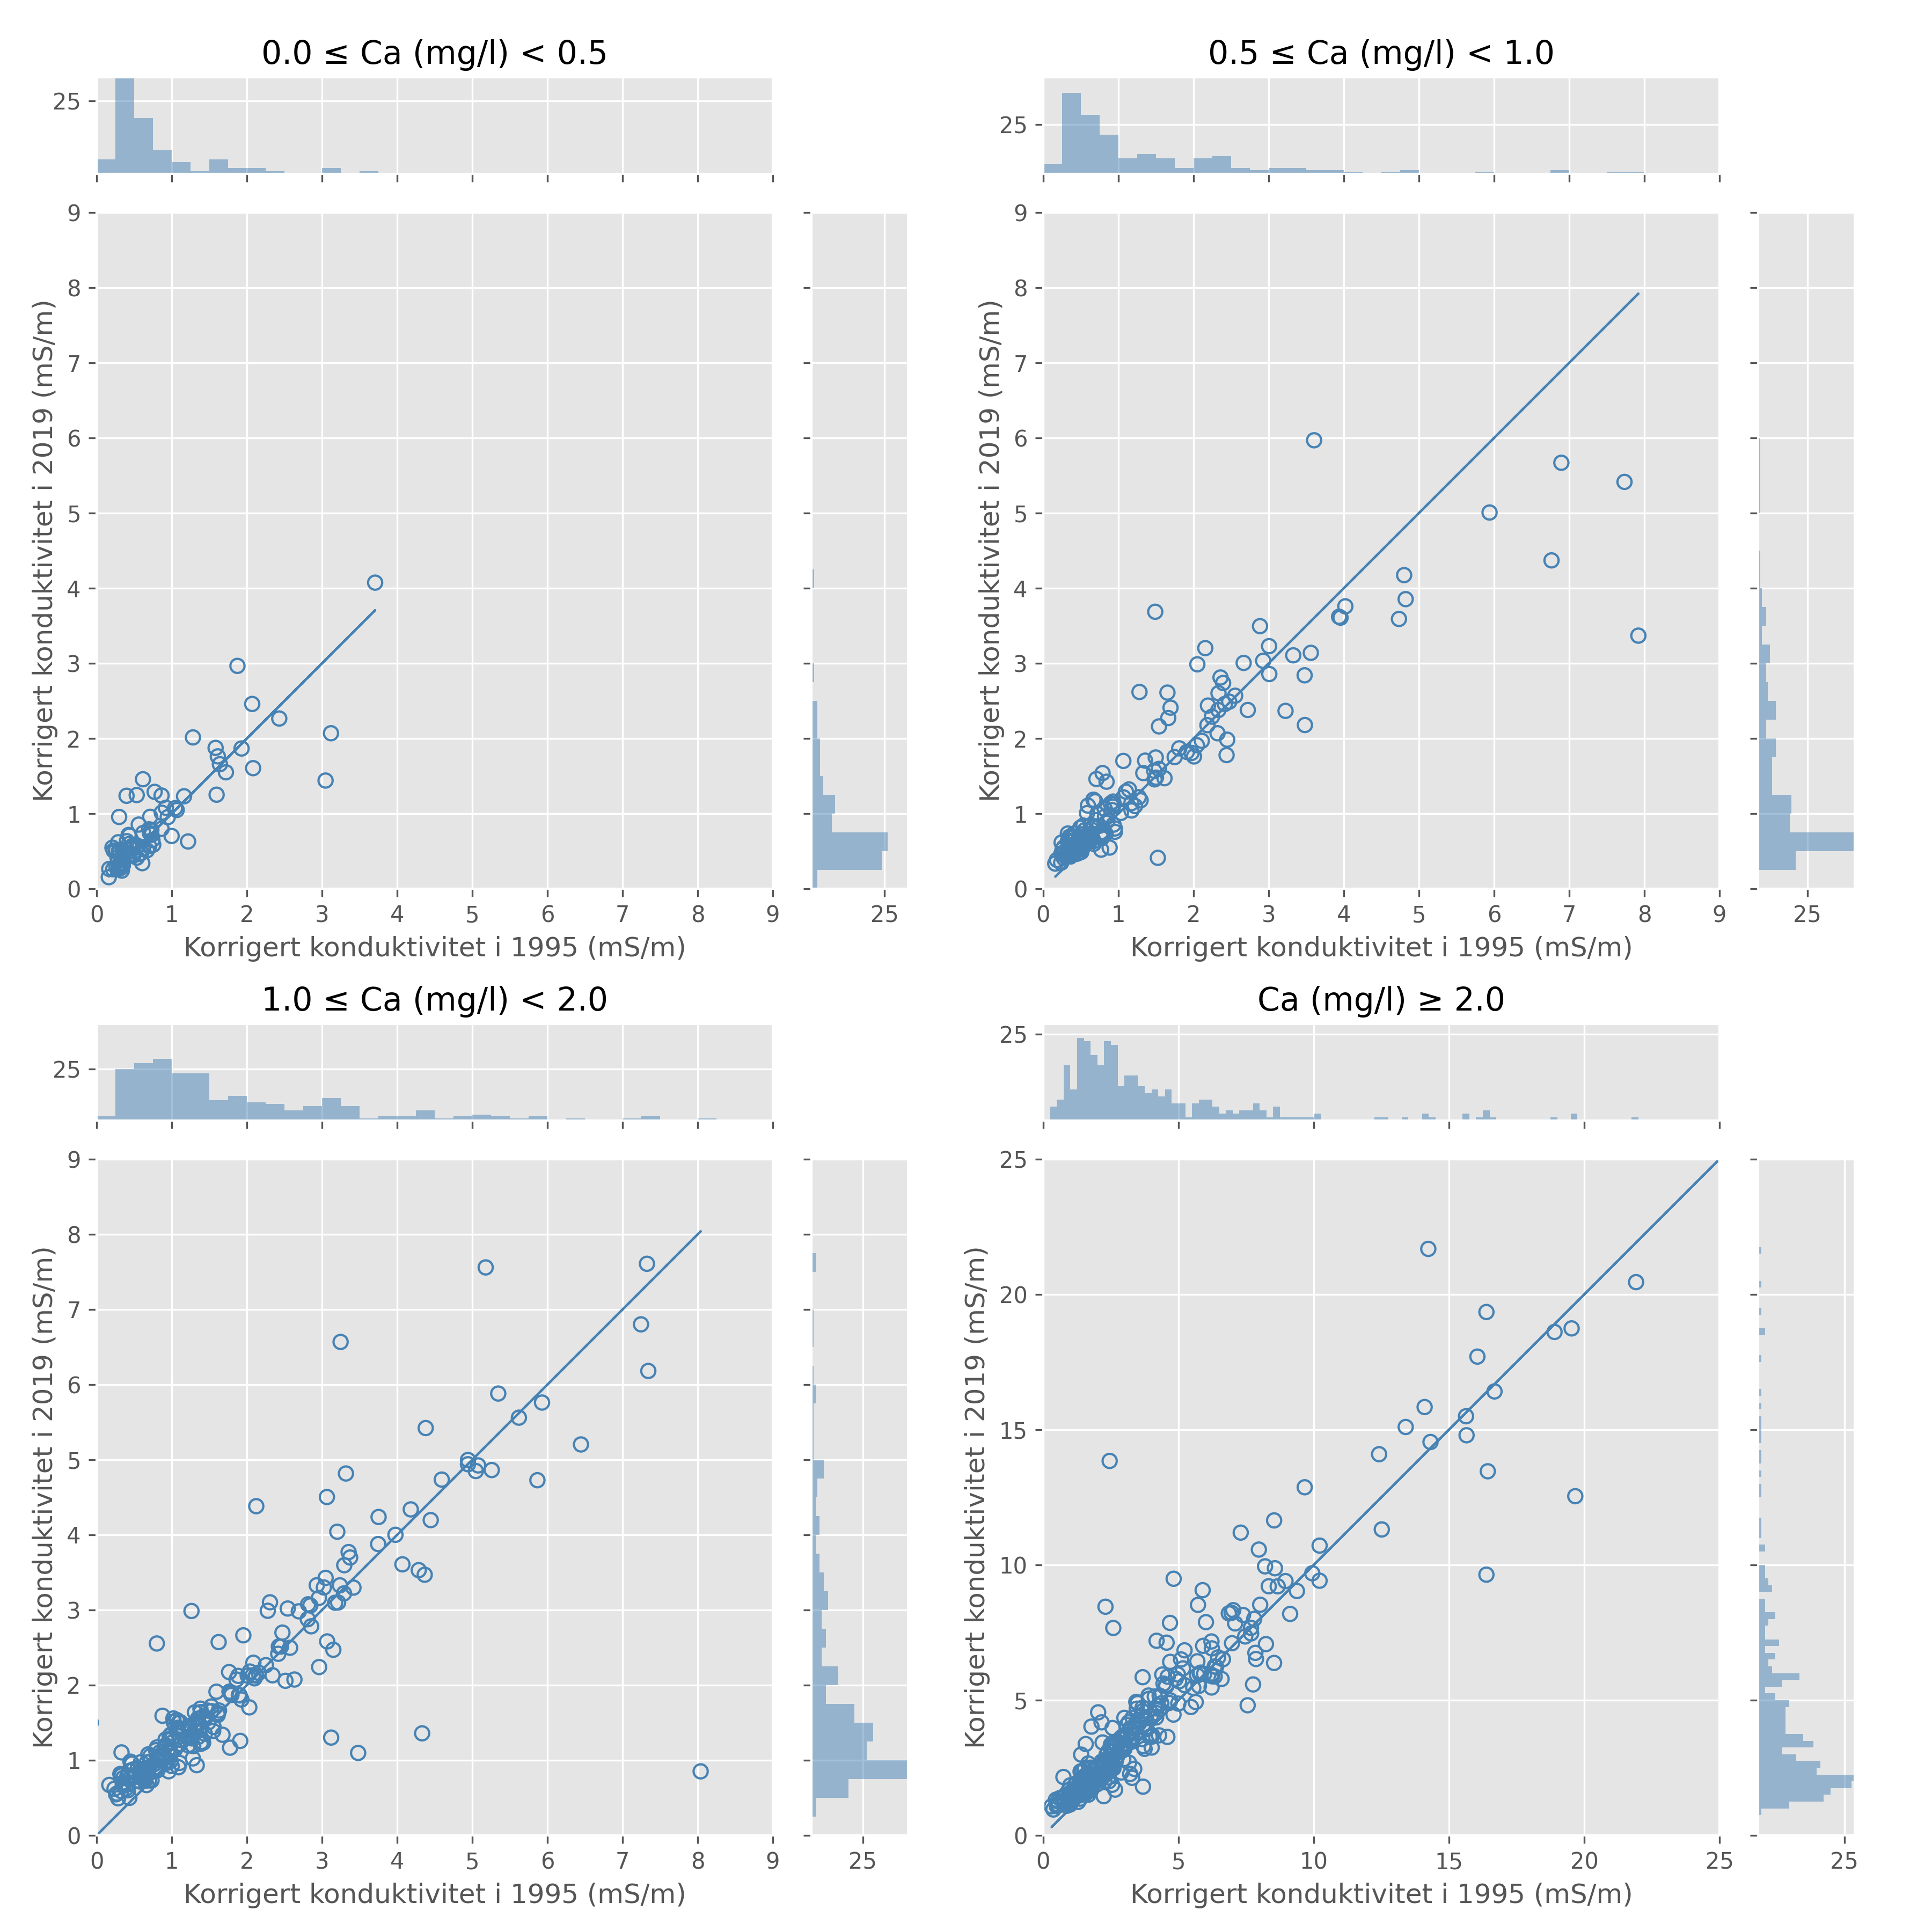 0.0 ≤ Ca (mg/l) < 0.5
25
9
8
7
6
5
4
3
2
1
0
Korrigert konduktivitet i 2019 (mS/m)
0 1 2 3 4 5 6 7 8 9
25
Korrigert konduktivitet i 1995 (mS/m)
0.5 ≤ Ca (mg/l) < 1.0
25
9
8
7
6
5
4
3
2
1
0
Korrigert konduktivitet i 2019 (mS/m)
0 1 2 3 4 5 6 7 8 9
25
Korrigert konduktivitet i 1995 (mS/m)
1.0 ≤ Ca (mg/l) < 2.0
25
9
8
7
6
5
4
3
2
1
0
Korrigert konduktivitet i 2019 (mS/m)
0 1 2 3 4 5 6 7 8 9
25
Korrigert konduktivitet i 1995 (mS/m)
Ca (mg/l) ≥ 2.0
25
25
20
15
10
5
0
Korrigert konduktivitet i 2019 (mS/m)
0 5 10 15 20 25
25
Korrigert konduktivitet i 1995 (mS/m)